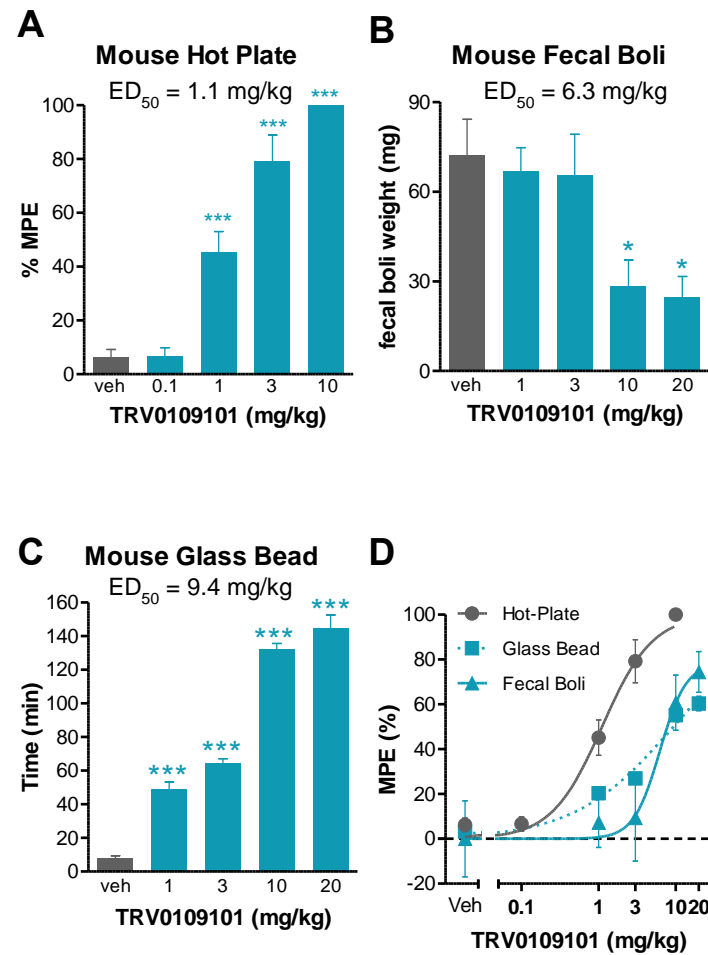 A
Mouse Hot Plate
ED50 = 1.1 mg/kg
% MPE
100
80
60
40
20
0
***
***
***
veh 0.1 1 3 10
TRV0109101 (mg/kg)
B
Mouse Fecal Boli
ED50 = 6.3 mg/kg
fecal boli weight (mg)
90
60
30
0
*
*
veh 1 3 10 20
TRV0109101 (mg/kg)
C
Mouse Glass Bead
ED50 = 9.4 mg/kg
Time (min)
160
140
120
100
80
60
40
20
0
***
***
***
***
veh 1 3 10 20
TRV0109101 (mg/kg)
D
MPE (%)
100
80
60
40
20
0
-20
Hot-Plate
Glass Bead
Fecal Boli
Veh 0.1 1 3 10 20
TRV0109101 (mg/kg)